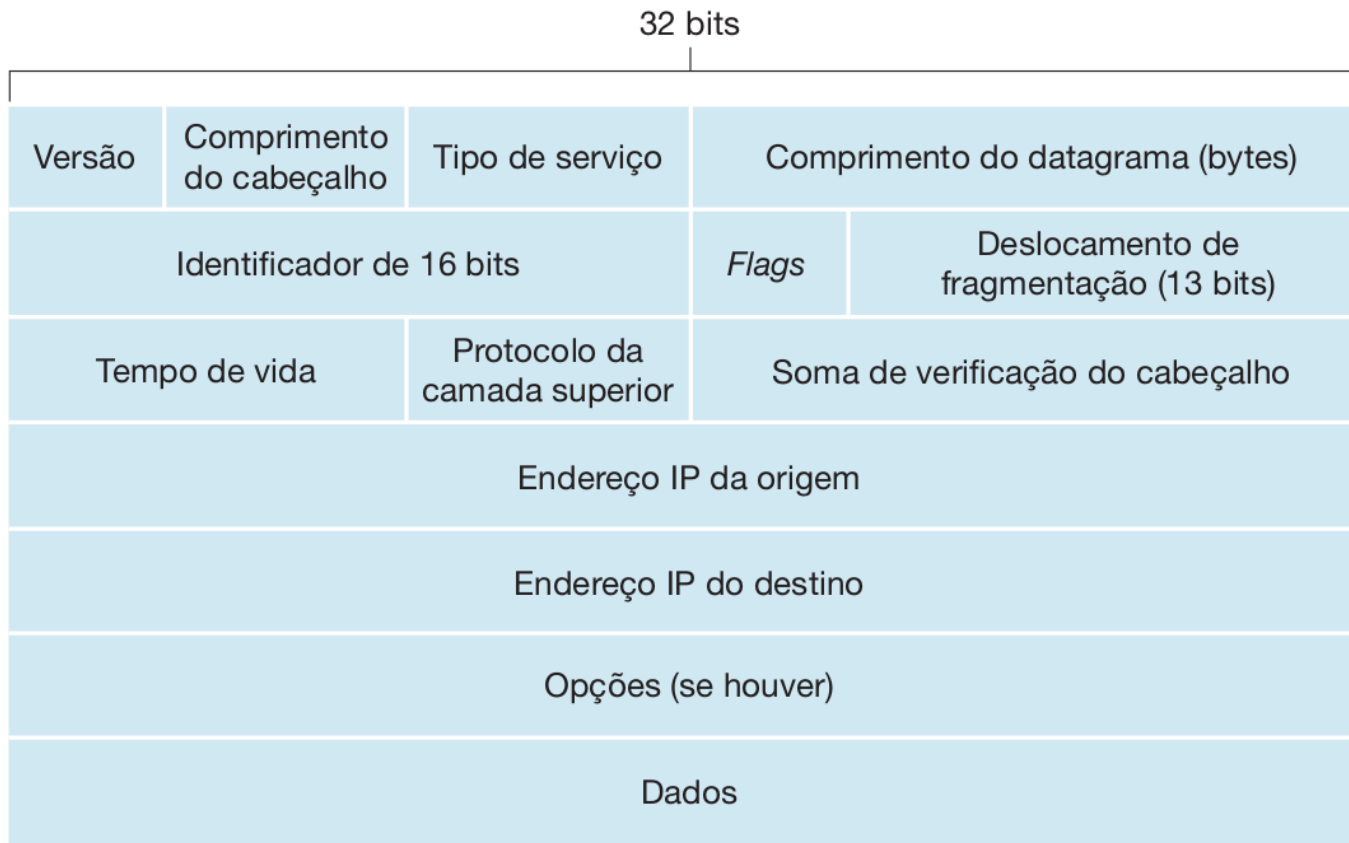 32 bits
Versão
Comprimento
do cabeçalho
Tipo de serviço
Comprimento do datagrama (bytes)
Identificador de 16 bits
Flags
Deslocamento de
fragmentação (13 bits)
Tempo de vida
Protocolo da
camada superior
Soma de verificação do cabeçalho
Endereço IP da origem
Endereço IP do destino
Opções (se houver)
Dados